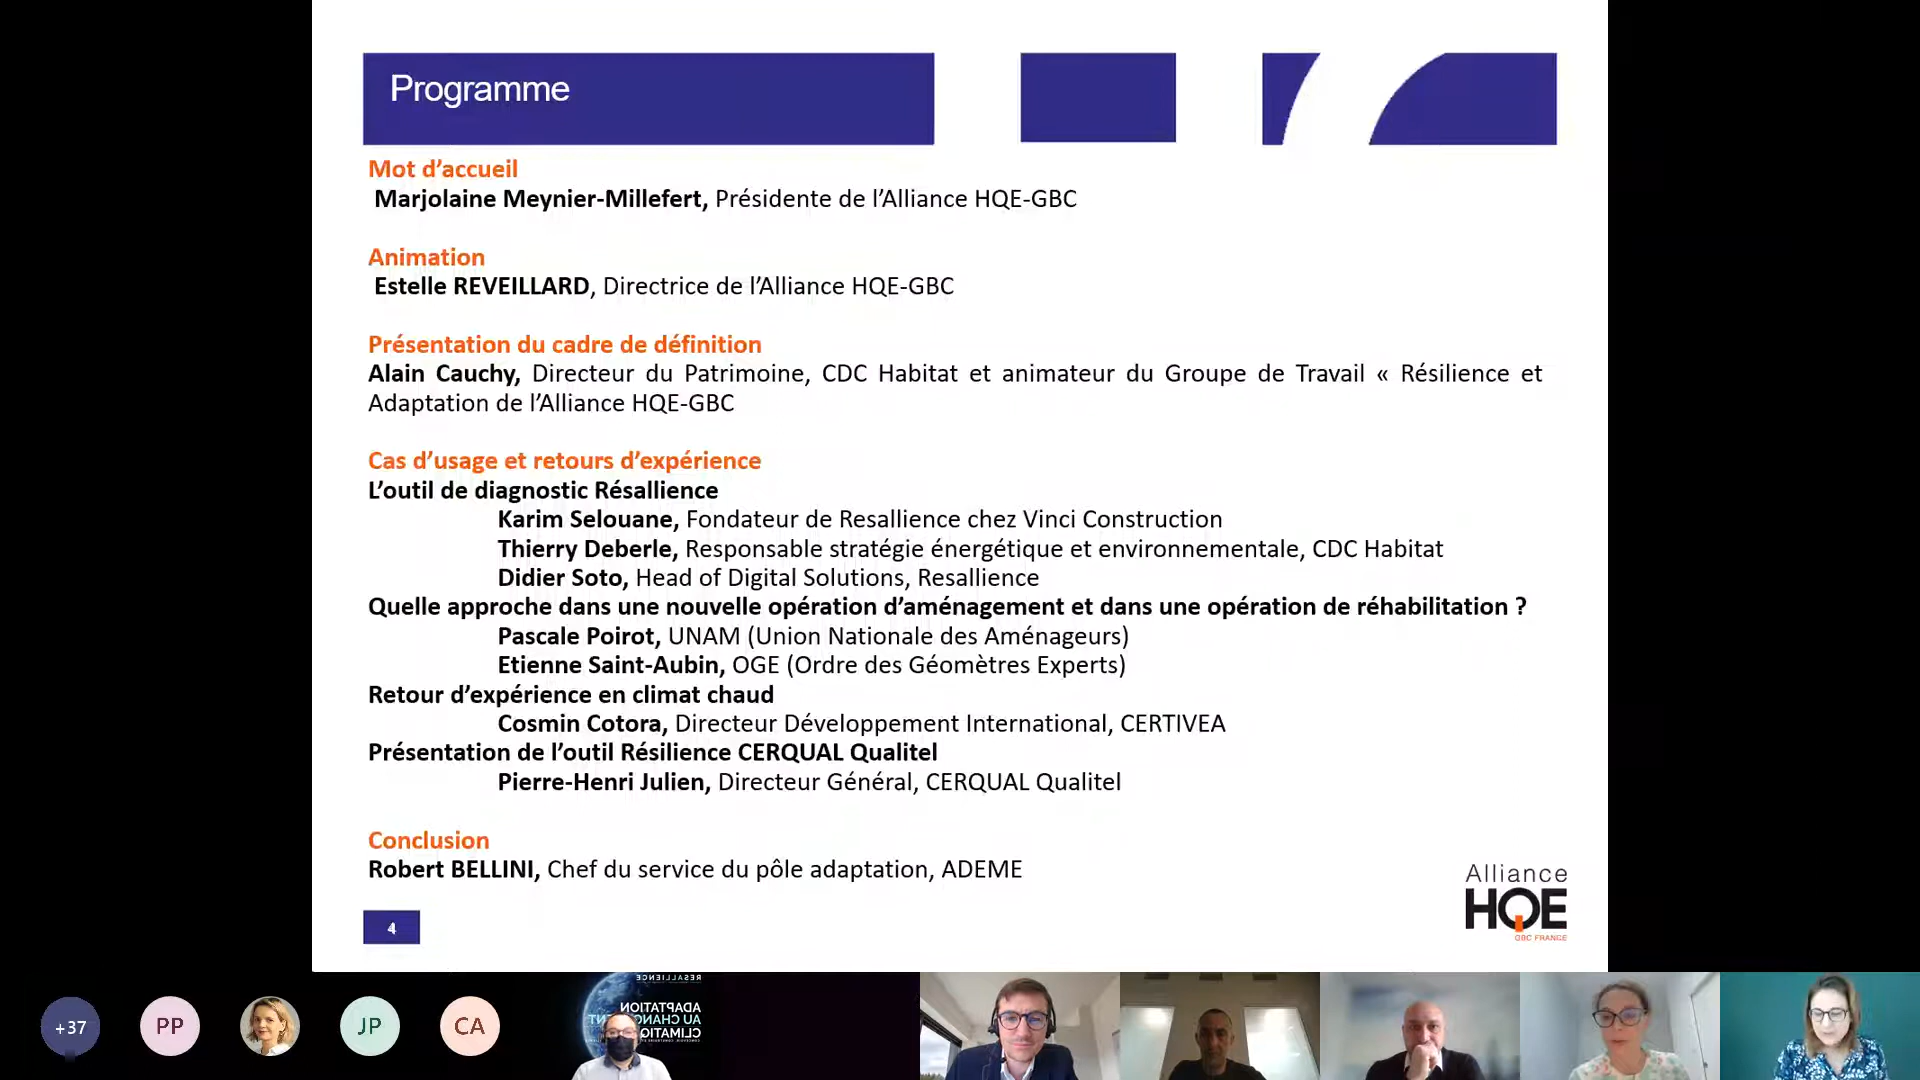 Programme
Mot d’accueil
Marjolaine Meynier-Millefert, Présidente de l’Alliance HQE-GBC
Animation
Estelle REVEILLARD, Directrice de l’Alliance HQE-GBC
Présentation du cadre de définition
Alain Cauchy, Directeur du Patrimoine, CDC Habitat et animateur du Groupe de Travail « Résilience et
Adaptation de l’Alliance HQE-GBC
Cas d’usage et retours d’expérience
L’outil de diagnostic Résallience
Karim Selouane, Fondateur de Resallience chez Vinci Construction
Thierry Deberle, Responsable stratégie énergétique et environnementale, CDC Habitat
Didier Soto, Head of Digital Solutions, Resallience
Quelle approche dans une nouvelle opération d’aménagement et dans une opération de réhabilitation ?
Pascale Poirot, UNAM (Union Nationale des Aménageurs)
Etienne Saint-Aubin, OGE (Ordre des Géomètres Experts)
Retour d’expérience en climat chaud
Cosmin Cotora, Directeur Développement International, CERTIVEA
Présentation de l’outil Résilience CERQUAL Qualitel
Pierre-Henri Julien, Directeur Général, CERQUAL Qualitel
Conclusion
Robert BELLINI, Chef du service du pôle adaptation, ADEME
4
Alliance
HQE
GBC FRANCE
+37
PP
JP
CA
RESALLIENCE
ADAPTATION
AU CHANGEMENT
CLIMATIQUE